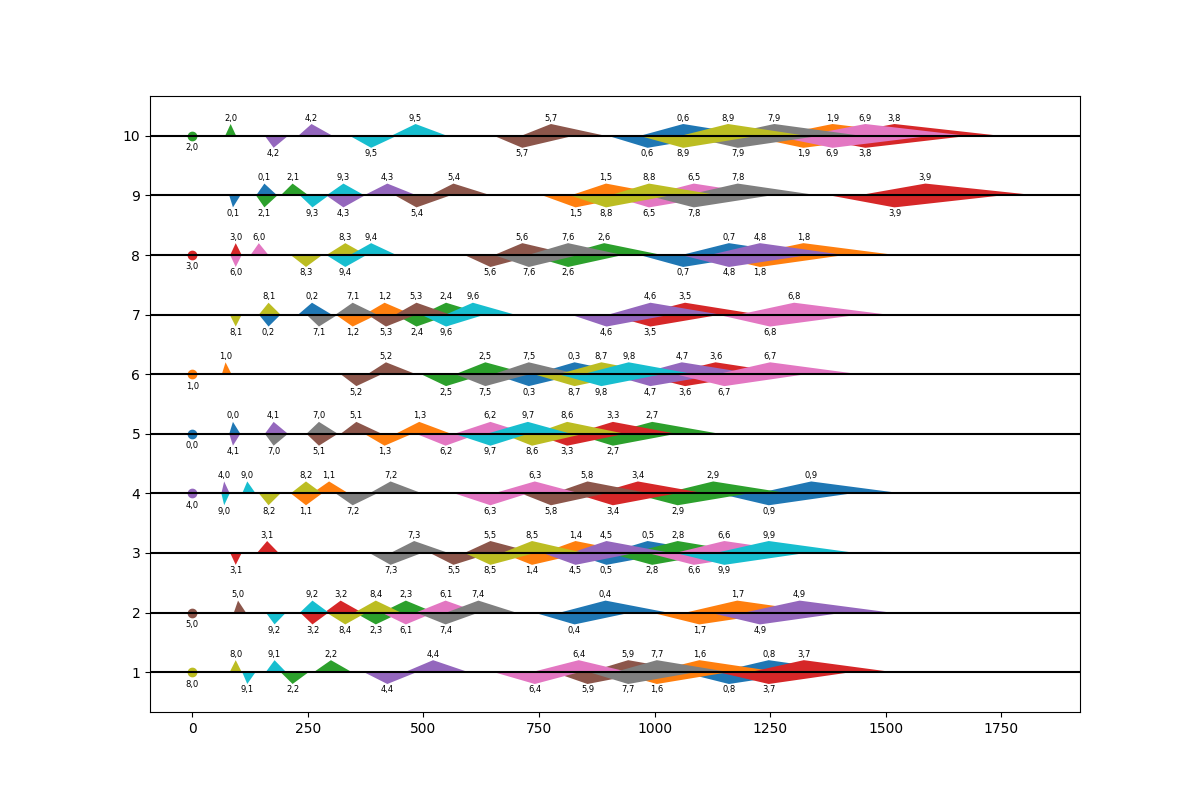 2,0 4,2 9,5 5,7 0,6 8,9 7,9 1,9 6,9 3,8
10
2,0 4,2 9,5 5,7 0,6 8,9 7,9 1,9 6,9 3,8
0,1 2,1 9,3 4,3 5,4 1,5 8,8 6,5 7,8 3,9
9
0,1 2,1 9,3 4,3 5,4 1,5 8,8 6,5 7,8 3,9
3,0 6,0 8,3 9,4 5,6 7,6 2,6 0,7 4,8 1,8
8
3,0 6,0 8,3 9,4 5,6 7,6 2,6 0,7 4,8 1,8
8,1 0,2 7,1 1,2 5,3 2,4 9,6 4,6 3,5 6,8
7
8,1 0,2 7,1 1,2 5,3 2,4 9,6 4,6 3,5 6,8
1,0 5,2 2,5 7,5 0,3 8,7 9,8 4,7 3,6 6,7
6
1,0 5,2 2,5 7,5 0,3 8,7 9,8 4,7 3,6 6,7
0,0 4,1 7,0 5,1 1,3 6,2 9,7 8,6 3,3 2,7
5
0,0 4,1 7,0 5,1 1,3 6,2 9,7 8,6 3,3 2,7
4,0 9,0 8,2 1,1 7,2 6,3 5,8 3,4 2,9 0,9
4
4,0 9,0 8,2 1,1 7,2 6,3 5,8 3,4 2,9 0,9
3,1 7,3 5,5 8,5 1,4 4,5 0,5 2,8 6,6 9,9
3
3,1 7,3 5,5 8,5 1,4 4,5 0,5 2,8 6,6 9,9
5,0 9,2 3,2 8,4 2,3 6,1 7,4 0,4 1,7 4,9
2
5,0 9,2 3,2 8,4 2,3 6,1 7,4 0,4 1,7 4,9
8,0 9,1 2,2 4,4 6,4 5,9 7,7 1,6 0,8 3,7
1
8,0 9,1 2,2 4,4 6,4 5,9 7,7 1,6 0,8 3,7
0 250 500 750 1000 1250 1500 1750